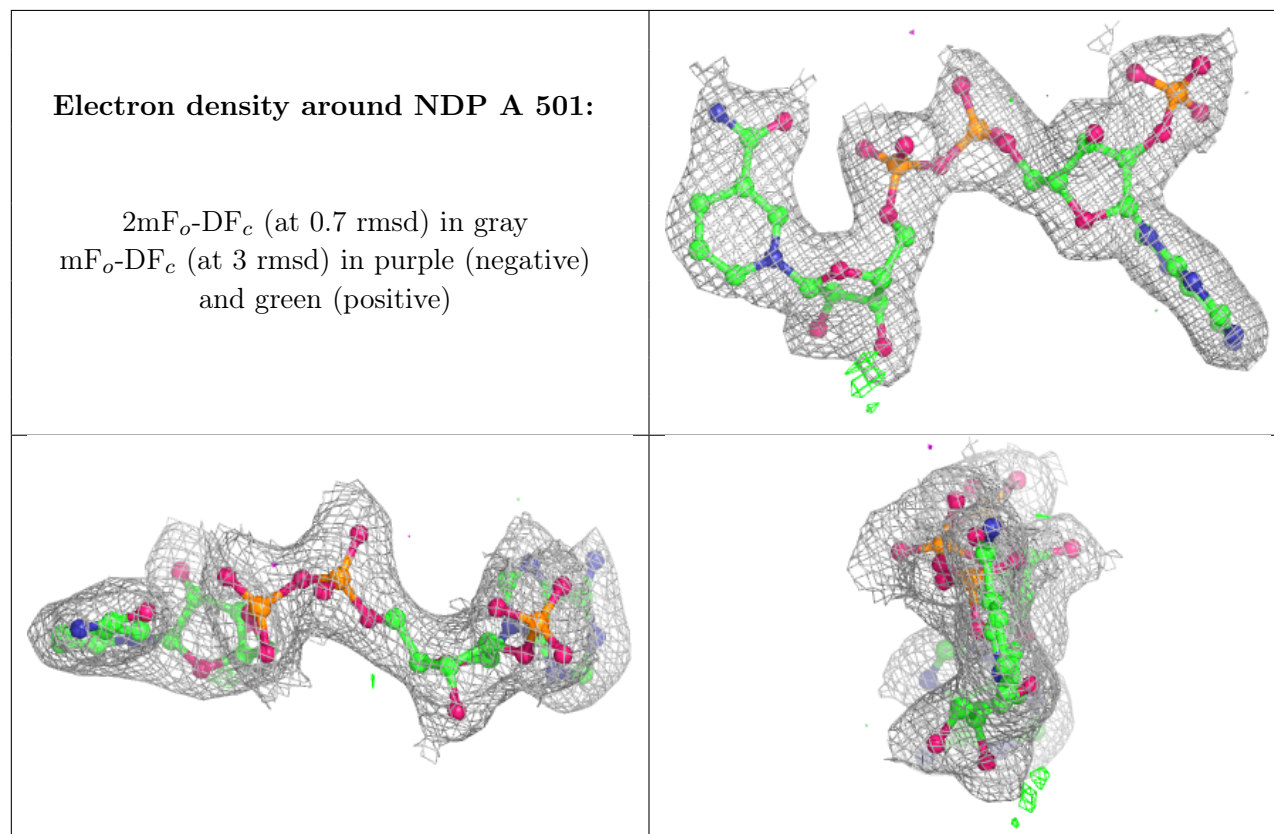 Electron density around NDP A 501:
2mFo-DFc (at 0.7 rmsd) in gray
mFo-DFc (at 3 rmsd) in purple (negative)
and green (positive)